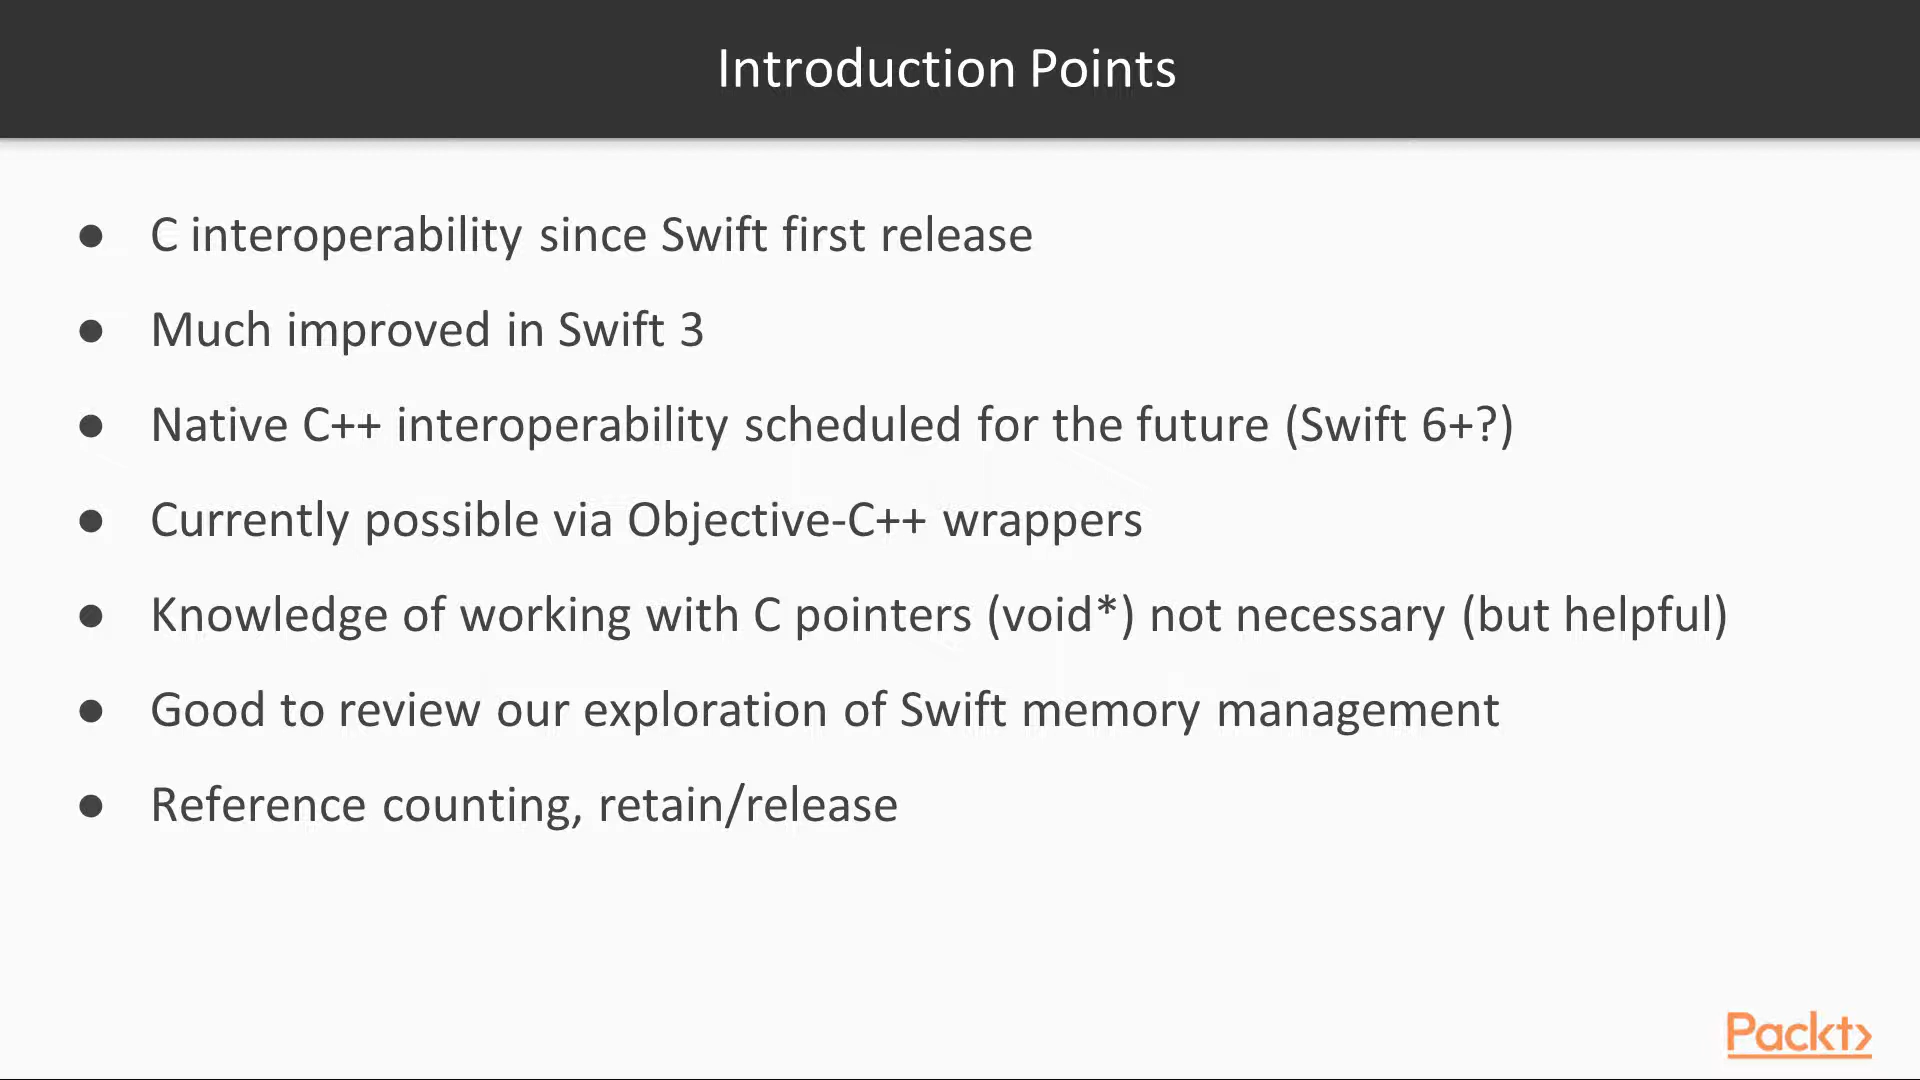 Introduction Points
● C interoperability since Swift first release
● Much improved in Swift 3
● Native C++ interoperability scheduled for the future (Swift 6+?)
● Currently possible via Objective-C++ wrappers
● Knowledge of working with C pointers (void*) not necessary (but helpful)
● Good to review our exploration of Swift memory management
● Reference counting, retain/release
Packt>